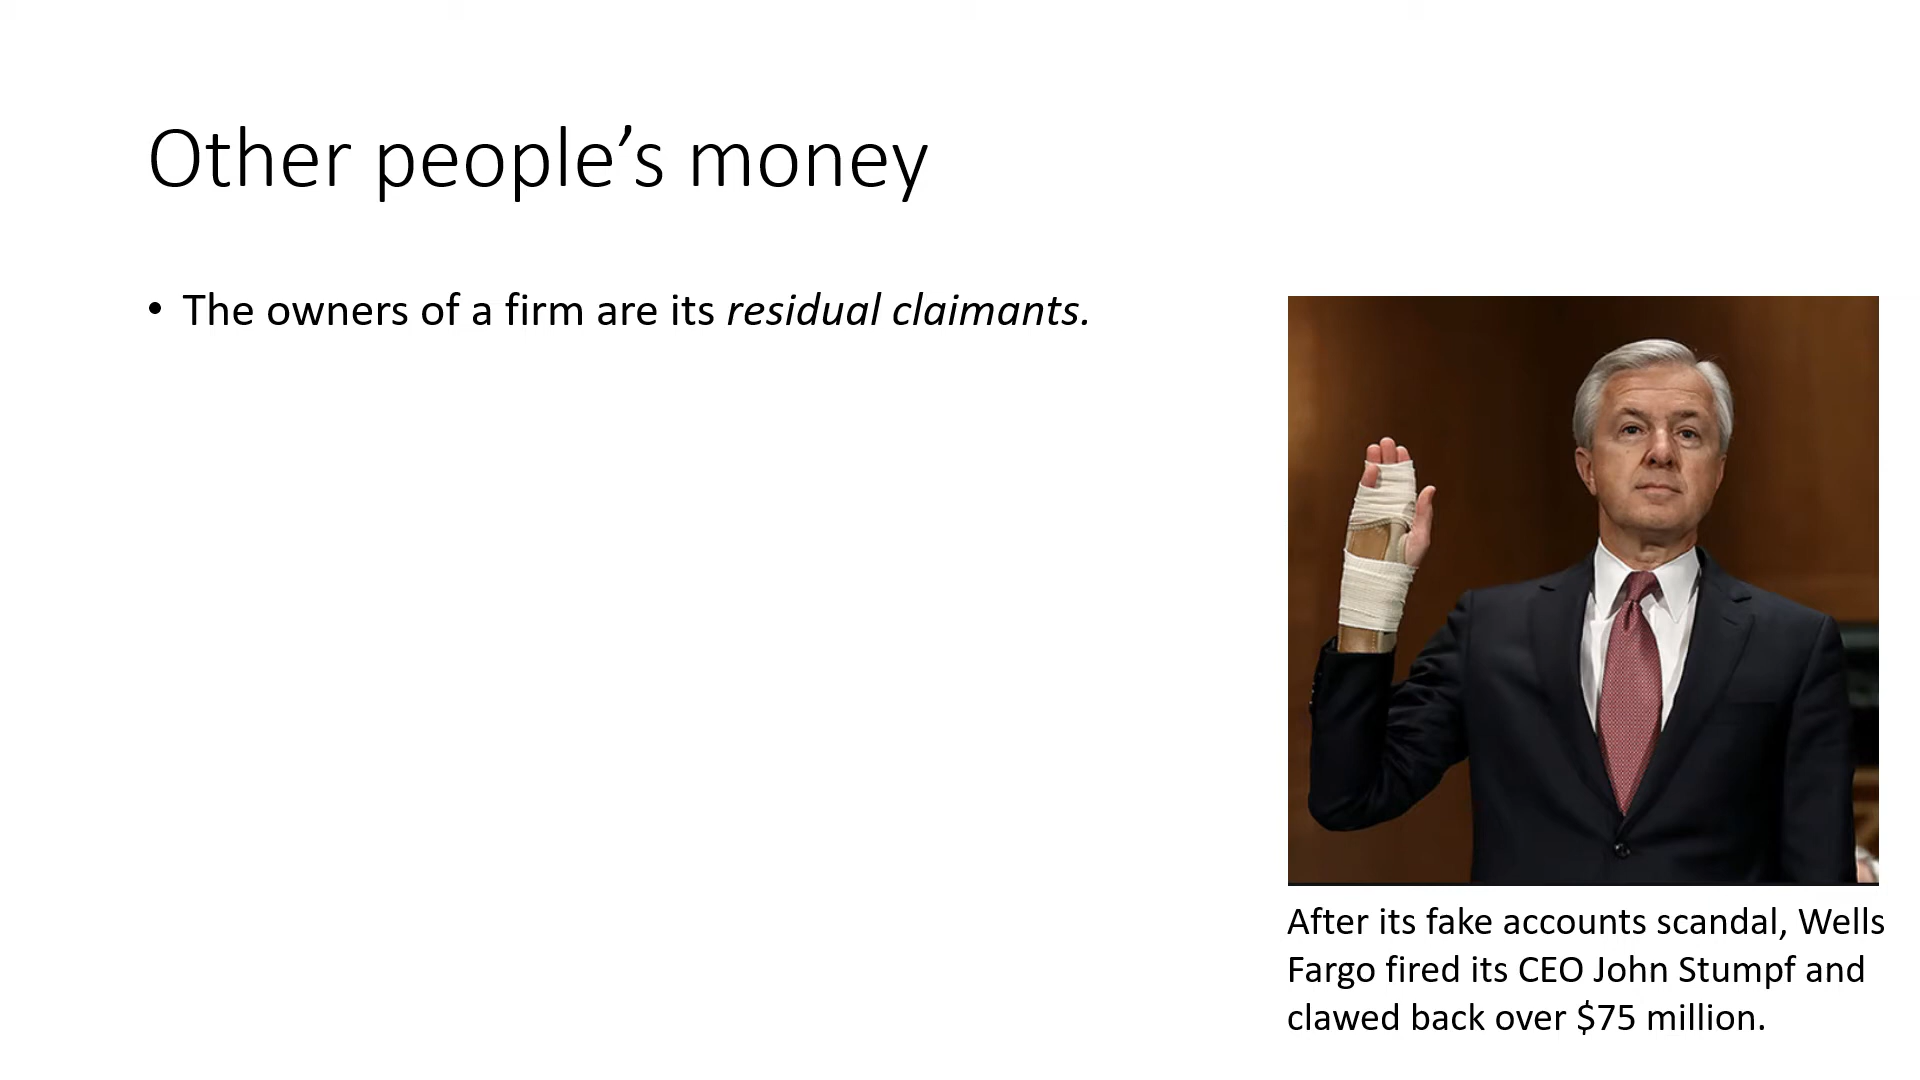 Other people’s money
• The owners of a firm are its residual claimants.
After its fake accounts scandal, Wells
Fargo fired its CEO John Stumpf and
clawed back over $75 million.